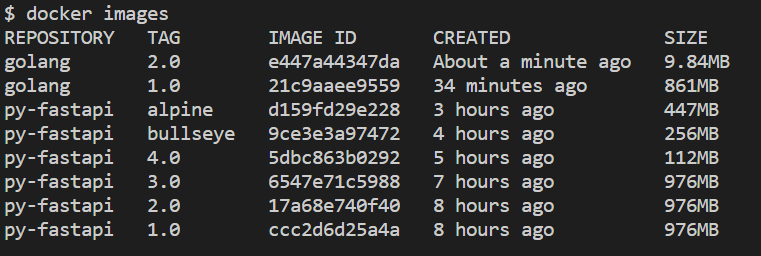 $ docker images
REPOSITORY TAG IMAGE ID CREATED SIZE
golang 2.0 e447a44347da About a minute ago 9.84MB
golang 1.0 21c9aaee9559 34 minutes ago 861MB
py-fastapi alpine d159fd29e228 3 hours ago 447MB
py-fastapi bullseye 9ce3e3a97472 4 hours ago 256MB
py-fastapi 4.0 5dbc863b0292 5 hours ago 112MB
py-fastapi 3.0 6547e71c5988 7 hours ago 976MB
py-fastapi 2.0 17a68e740f40 8 hours ago 976MB
py-fastapi 1.0 ccc2d6d25a4a 8 hours ago 976MB